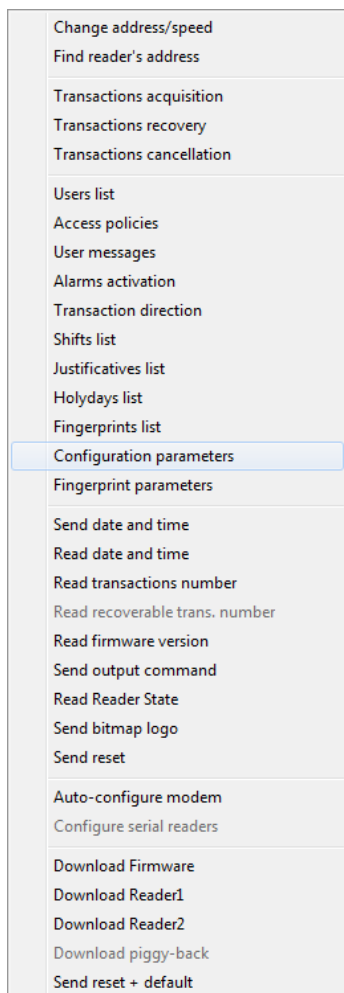 Change address/speed
Find reader's address
Transactions acquisition
Transactions recovery
Transactions cancellation
Users list
Access policies
User messages
Alarms activation
Transaction direction
Shifts list
Justificatives list
Holydays list
Fingerprints list
Configuration parameters
Fingerprint parameters
Send date and time
Read date and time
Read transactions number
Read recoverable trans. number
Read firmware version
Send output command
Read Reader State
Send bitmap logo
Send reset
Auto-configure modem
Configure serial readers
Download Firmware
Download Reader1
Download Reader2
Download piggy-back
Send reset + default